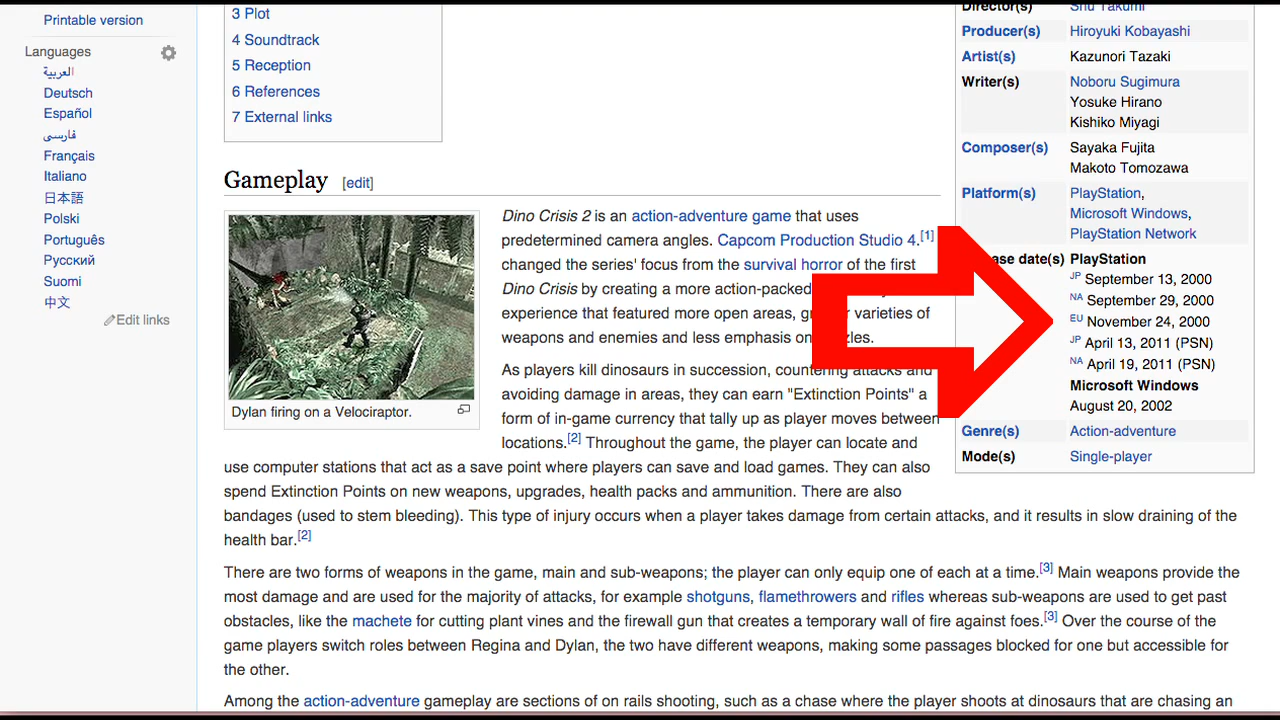 Printable version
Languages
العربية
Deutsch
Español
فارسی
Français
Italiano
日本語
Polski
Português
Русский
Suomi
中文
Edit links
3 Plot
4 Soundtrack
5 Reception
6 References
7 External links
Gameplay [edit]
Dylan firing on a Velociraptor.
Dino Crisis 2 is an action-adventure game that uses
predetermined camera angles. Capcom Production Studio 4.[1]
changed the series' focus from the survival horror of the first
Dino Crisis by creating a more action-packed
experience that featured more open areas, varieties of
weapons and enemies and less emphasis on
As players kill dinosaurs in succession, countering attacks and
avoiding damage in areas, they can earn "Extinction Points" a
form of in-game currency that tally up as player moves between
locations.[2] Throughout the game, the player can locate and
use computer stations that act as a save point where players can save and load games. They can also
spend Extinction Points on new weapons, upgrades, health packs and ammunition. There are also
bandages (used to stem bleeding). This type of injury occurs when a player takes damage from certain attacks, and it results in slow draining of the
health bar.[2]
There are two forms of weapons in the game, main and sub-weapons; the player can only equip one of each at a time.[3] Main weapons provide the
most damage and are used for the majority of attacks, for example shotguns, flamethrowers and rifles whereas sub-weapons are used to get past
obstacles, like the machete for cutting plant vines and the firewall gun that creates a temporary wall of fire against foes.[3] Over the course of the
game players switch roles between Regina and Dylan, the two have different weapons, making some passages blocked for one but accessible for
the other.
Among the action-adventure gameplay are sections of on rails shooting, such as a chase where the player shoots at dinosaurs that are chasing an
Director(s) Shu Takumi
Producer(s) Hiroyuki Kobayashi
Artist(s) Kazunori Tazaki
Writer(s) Noboru Sugimura
Yosuke Hirano
Kishiko Miyagi
Composer(s) Sayaka Fujita
Makoto Tomozawa
Platform(s) PlayStation,
Microsoft Windows,
PlayStation Network
date(s) PlayStation
JP September 13, 2000
NA September 29, 2000
EU November 24, 2000
JP April 13, 2011 (PSN)
NA April 19, 2011 (PSN)
Microsoft Windows
August 20, 2002
Genre(s) Action-adventure
Mode(s) Single-player